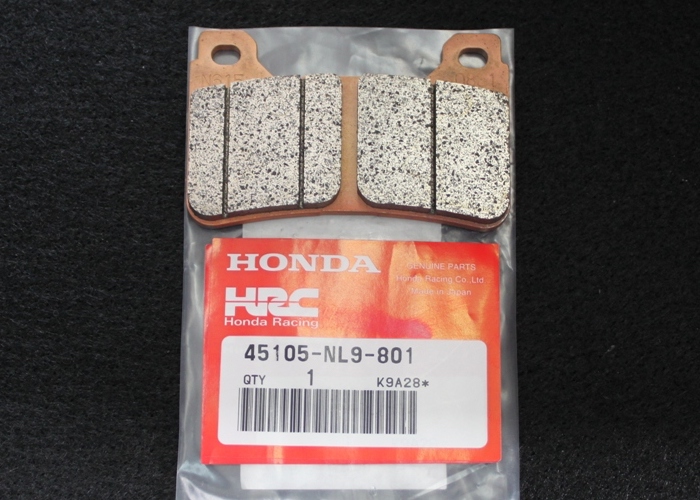 HONDA
HRC
Honda Racing
GENUINE PARTS
Honda Racing Co.,Ltd.
Made in Japan
45105-NL9-801
QTY 1 K9A28*